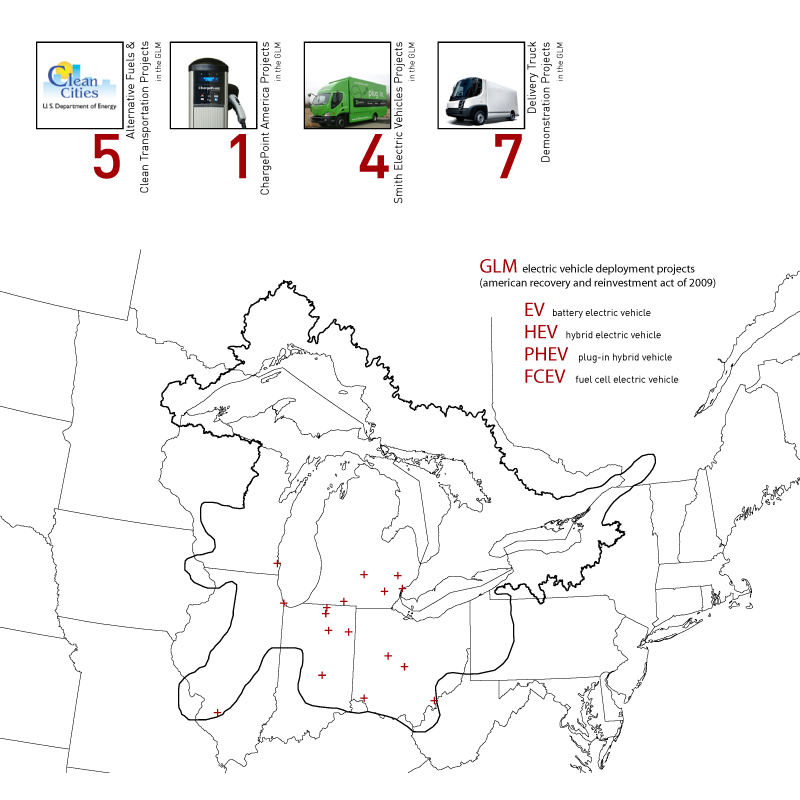 Clean
Cities
U.S. Department of Energy
Alternative Fuels &
Clean Transportation Projects
in the GLM
5
ChargePoint America Projects
in the GLM
1
plug in
Smith Electric Vehicles Projects
in the GLM
4
Delivery Truck
Demonstration Projects
in the GLM
7
GLM electric vehicle deployment projects
(american recovery and reinvestment act of 2009)
EV battery electric vehicle
HEV hybrid electric vehicle
PHEV plug-in hybrid vehicle
FCEV fuel cell electric vehicle